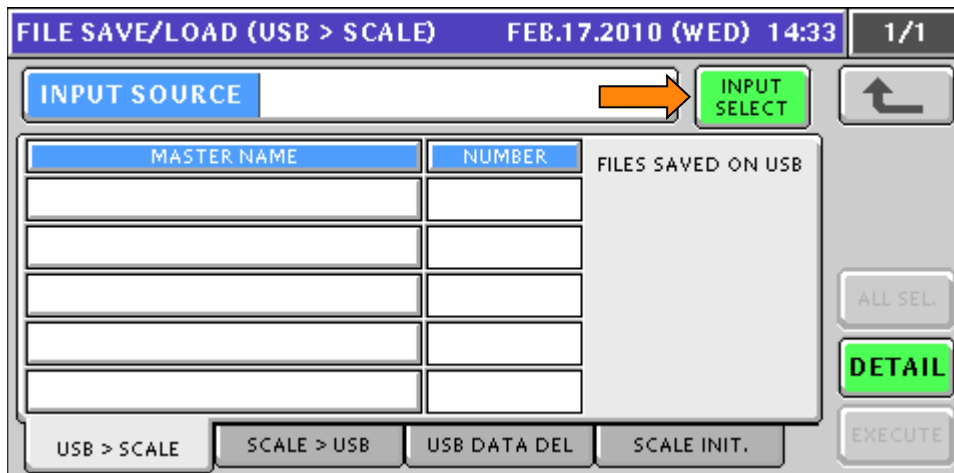 FILE SAVE/LOAD (USB > SCALE) FEB.17.2010 (WED) 14:33 1/1
INPUT SOURCE
INPUT
SELECT
MASTER NAME NUMBER FILES SAVED ON USB
ALL SEL.
DETAIL
EXECUTE
USB > SCALE SCALE > USB USB DATA DEL SCALE INIT.